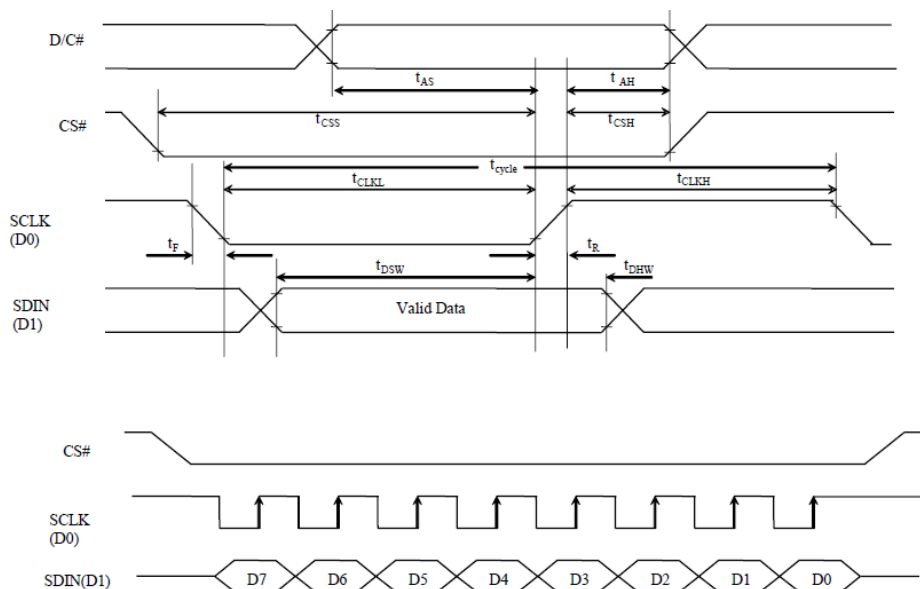 D/C#
tAS
tAH
CS#
tCSS
tCSH
tcycle
tCLKL
tCLKH
SCLK
(D0)
tF
tR
tDSW
tDHW
SDIN
(D1)
Valid Data
CS#
SCLK
(D0)
SDIN(D1)
D7 D6 D5 D4 D3 D2 D1 D0